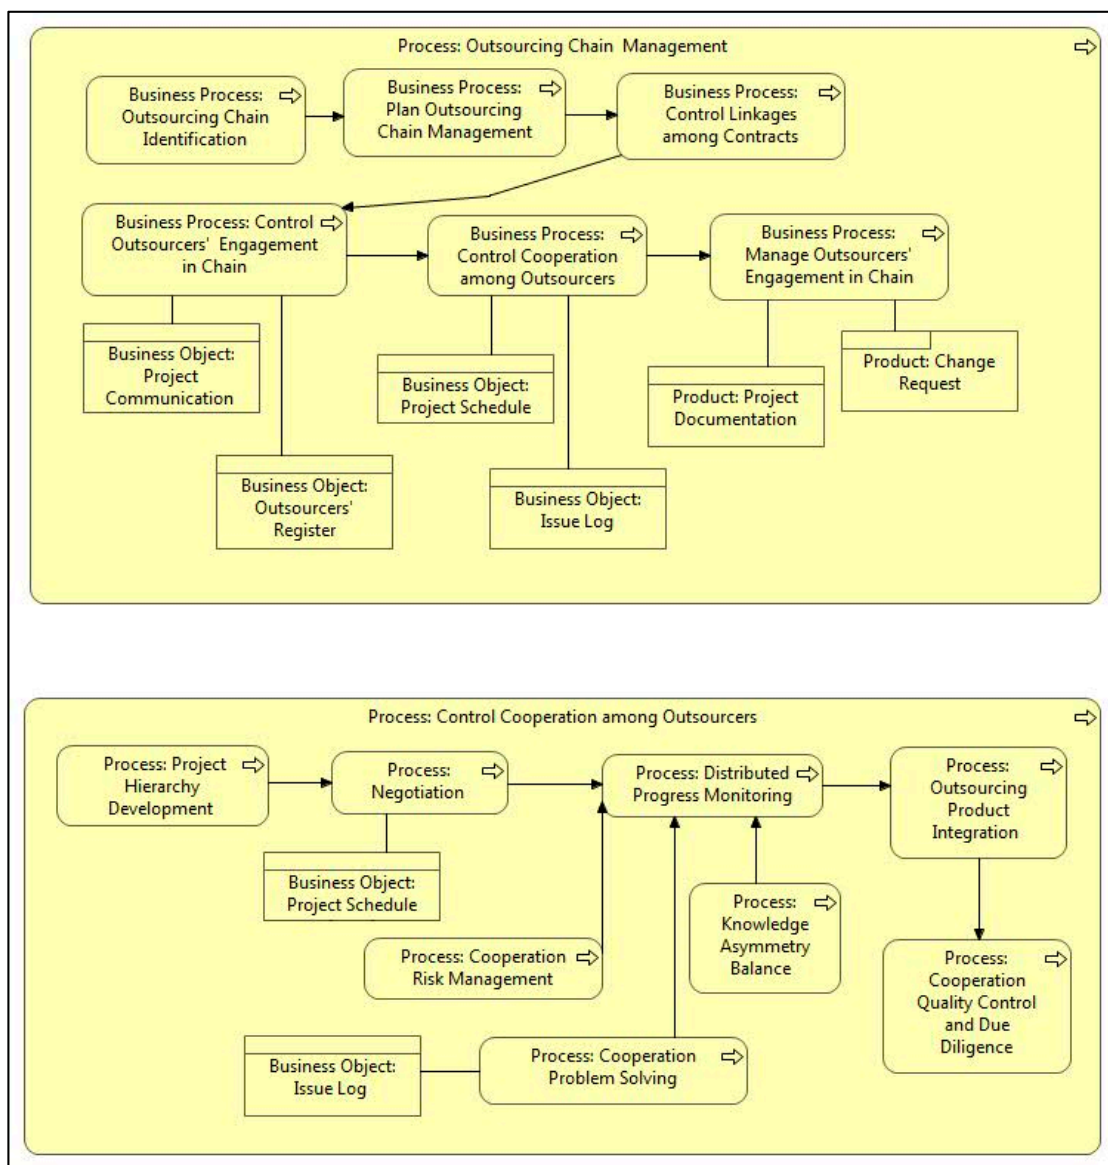 Process: Outsourcing Chain Management
Business Process:
Outsourcing Chain
Identification
Business Process:
Plan Outsourcing
Chain Management
Business Process:
Control Linkages
among Contracts
Business Process: Control
Outsourcers' Engagement
in Chain
Business Process:
Control Cooperation
among Outsourcers
Business Process:
Manage Outsourcers'
Engagement in Chain
Business Object:
Project
Communication
Business Object:
Project Schedule
Product: Project
Documentation
Product: Change
Request
Business Object:
Outsourcers'
Register
Business Object:
Issue Log
Process: Control Cooperation among Outsourcers
Process: Project
Hierarchy
Development
Process:
Negotiation
Process: Distributed
Progress Monitoring
Process:
Outsourcing
Product
Integration
Business Object:
Project Schedule
Process: Cooperation
Risk Management
Process:
Knowledge
Asymmetry
Balance
Process:
Cooperation
Quality Control
and Due
Diligence
Business Object:
Issue Log
Process: Cooperation
Problem Solving